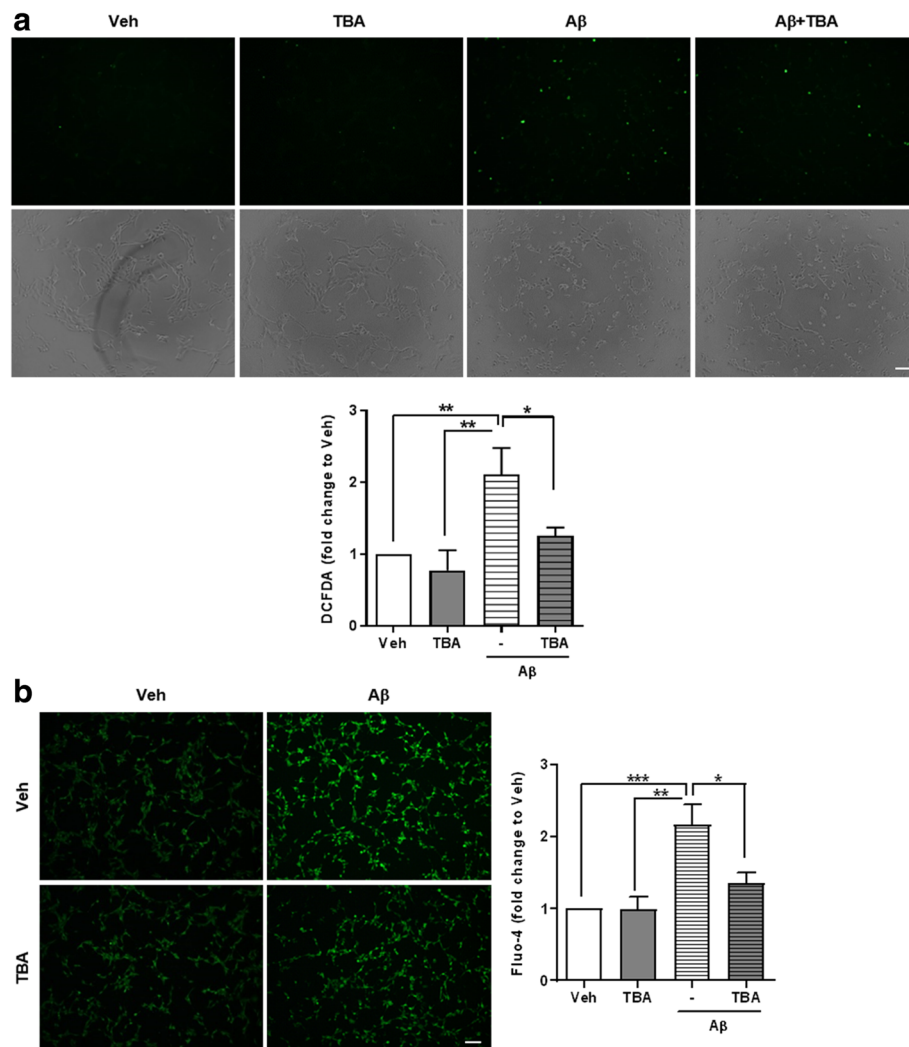 a
Veh TBA Aβ Aβ+TBA
DCFDA (fold change to Veh)
3
2
1
0
** *
**
Veh TBA - TBA
Aβ
b
Veh Aβ
Veh
TBA
Fluo-4 (fold change to Veh)
3
2
1
0
*** *
**
Veh TBA - TBA
Aβ